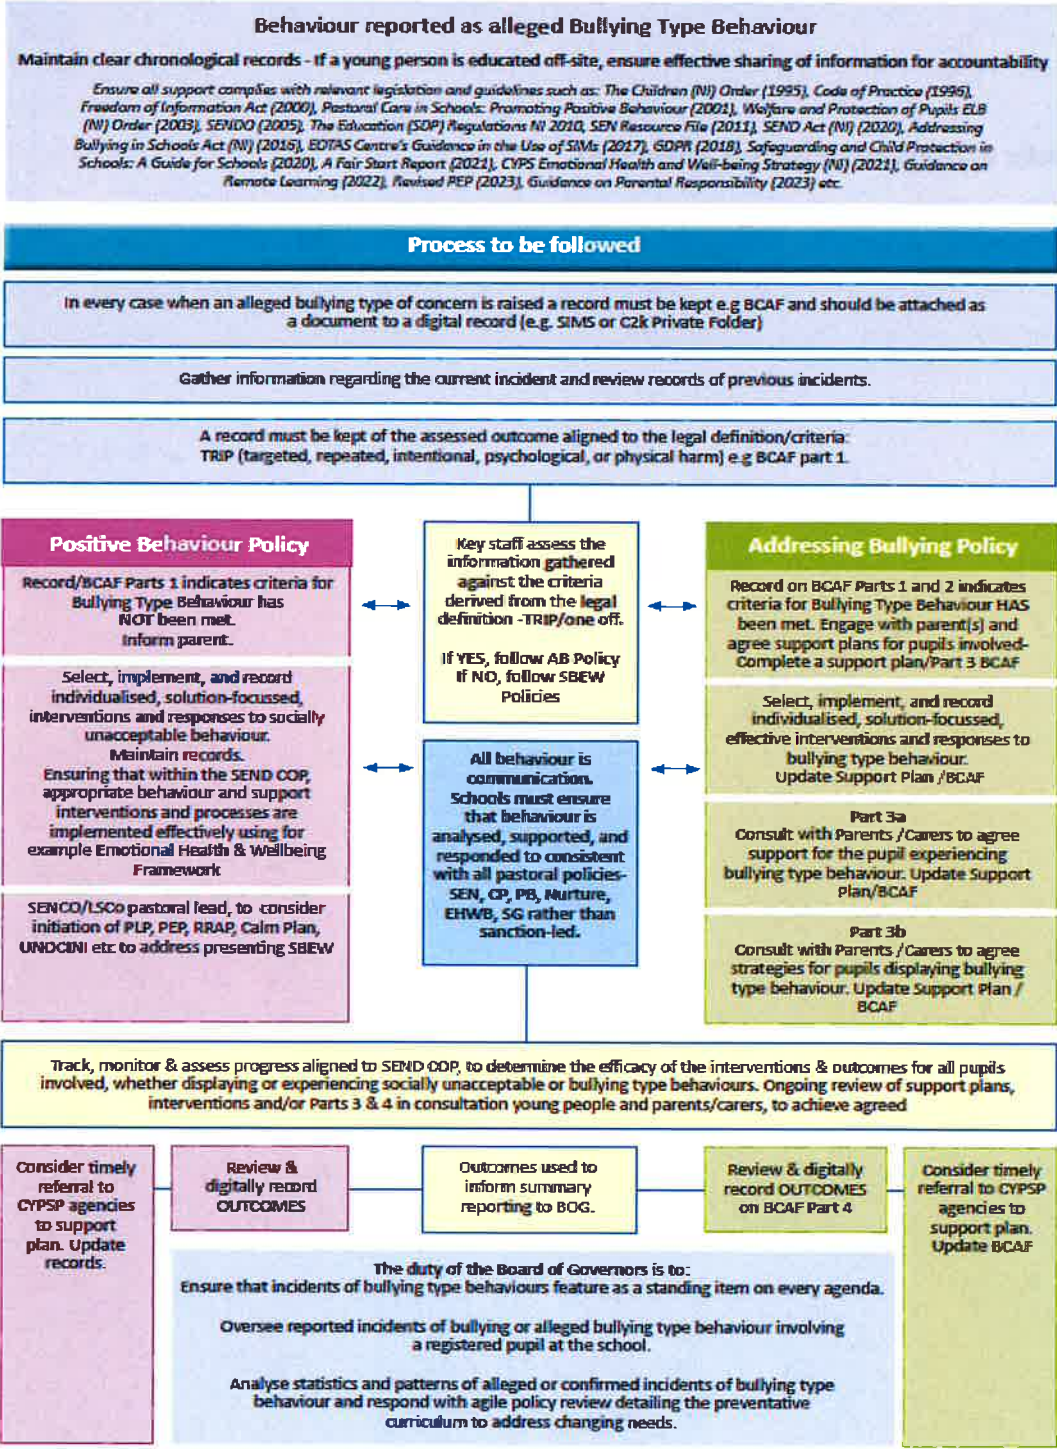 Behaviour reported as alleged Bullying Type Behaviour
Maintain clear chronological records - If a young person is educated off-site, ensure effective sharing of information for accountability
Ensure all support complies with relevant legislation and guidelines such as: The Children (NI) Order (1995), Code of Practice (1996),
Freedom of Information Act (2000), Pastoral Care in Schools: Promoting Positive Behaviour (2001), Welfare and Protection of Pupils ELB
(NI) Order (2003), SENDO (2005), The Education (SDP) Regulations NI 2010, SEN Resource File (2011), SEND Act (NI) (2020), Addressing
Bullying in Schools Act (NI) (2016), EOTAS Centre's Guidance in the Use of SIMs (2017), GDPR (2018), Safeguarding and Child Protection in
Schools: A Guide for Schools (2020), A Fair Start Report (2021), CYPS Emotional Health and Well-being Strategy (NI) (2021), Guidance on
Remote Learning (2022), Revised PEP (2023), Guidance on Parental Responsibility (2023) etc.
Process to be followed
In every case when an alleged bullying type of concern is raised a record must be kept e.g BCAF and should be attached as
a document to a digital record (e.g. SIMS or C2k Private Folder)
Gather information regarding the current incident and review records of previous incidents.
A record must be kept of the assessed outcome aligned to the legal definition/criteria:
TRIP (targeted, repeated, intentional, psychological, or physical harm) e.g BCAF part 1.
Positive Behaviour Policy
Record/BCAF Parts 1 indicates criteria for
Bullying Type Behaviour has
NOT been met.
Inform parent.
Select, implement, and record
individualised, solution-focussed,
interventions and responses to socially
unacceptable behaviour.
Maintain records.
Ensuring that within the SEND COP,
appropriate behaviour and support
interventions and processes are
implemented effectively using for
example Emotional Health & Wellbeing
Framework
SENCO/LSCo pastoral lead, to consider
initiation of PLP, PEP, RRAP, Calm Plan,
UNOCINI etc to address presenting SBEW
Key staff assess the
information gathered
against the criteria
derived from the legal
definition -TRIP/one off.
If YES, follow AB Policy
If NO, follow SBEW
Policies
All behaviour is
communication.
Schools must ensure
that behaviour is
analysed, supported, and
responded to consistent
with all pastoral policies-
SEN, CP, PB, Nurture,
EHWB, SG rather than
sanction-led.
Addressing Bullying Policy
Record on BCAF Parts 1 and 2 indicates
criteria for Bullying Type Behaviour HAS
been met. Engage with parent(s) and
agree support plans for pupils involved-
Complete a support plan/Part 3 BCAF
Select, implement, and record
individualised, solution-focussed,
effective interventions and responses to
bullying type behaviour.
Update Support Plan /BCAF
Part 3a
Consult with Parents /Carers to agree
support for the pupil experiencing
bullying type behaviour. Update Support
Plan/BCAF
Part 3b
Consult with Parents /Carers to agree
strategies for pupils displaying bullying
type behaviour. Update Support Plan /
BCAF
Track, monitor & assess progress aligned to SEND COP, to determine the efficacy of the interventions & outcomes for all pupils
involved, whether displaying or experiencing socially unacceptable or bullying type behaviours. Ongoing review of support plans,
interventions and/or Parts 3 & 4 in consultation young people and parents/carers, to achieve agreed
Consider timely
referral to
CYPSP agencies
to support
plan. Update
records.
Review &
digitally record
OUTCOMES
Outcomes used to
inform summary
reporting to BOG.
Review & digitally
record OUTCOMES
on BCAF Part 4
Consider timely
referral to CYPSP
agencies to
support plan.
Update BCAF
The duty of the Board of Governors is to:
Ensure that incidents of bullying type behaviours feature as a standing item on every agenda.
Oversee reported incidents of bullying or alleged bullying type behaviour involving
a registered pupil at the school.
Analyse statistics and patterns of alleged or confirmed incidents of bullying type
behaviour and respond with agile policy review detailing the preventative
curriculum to address changing needs.